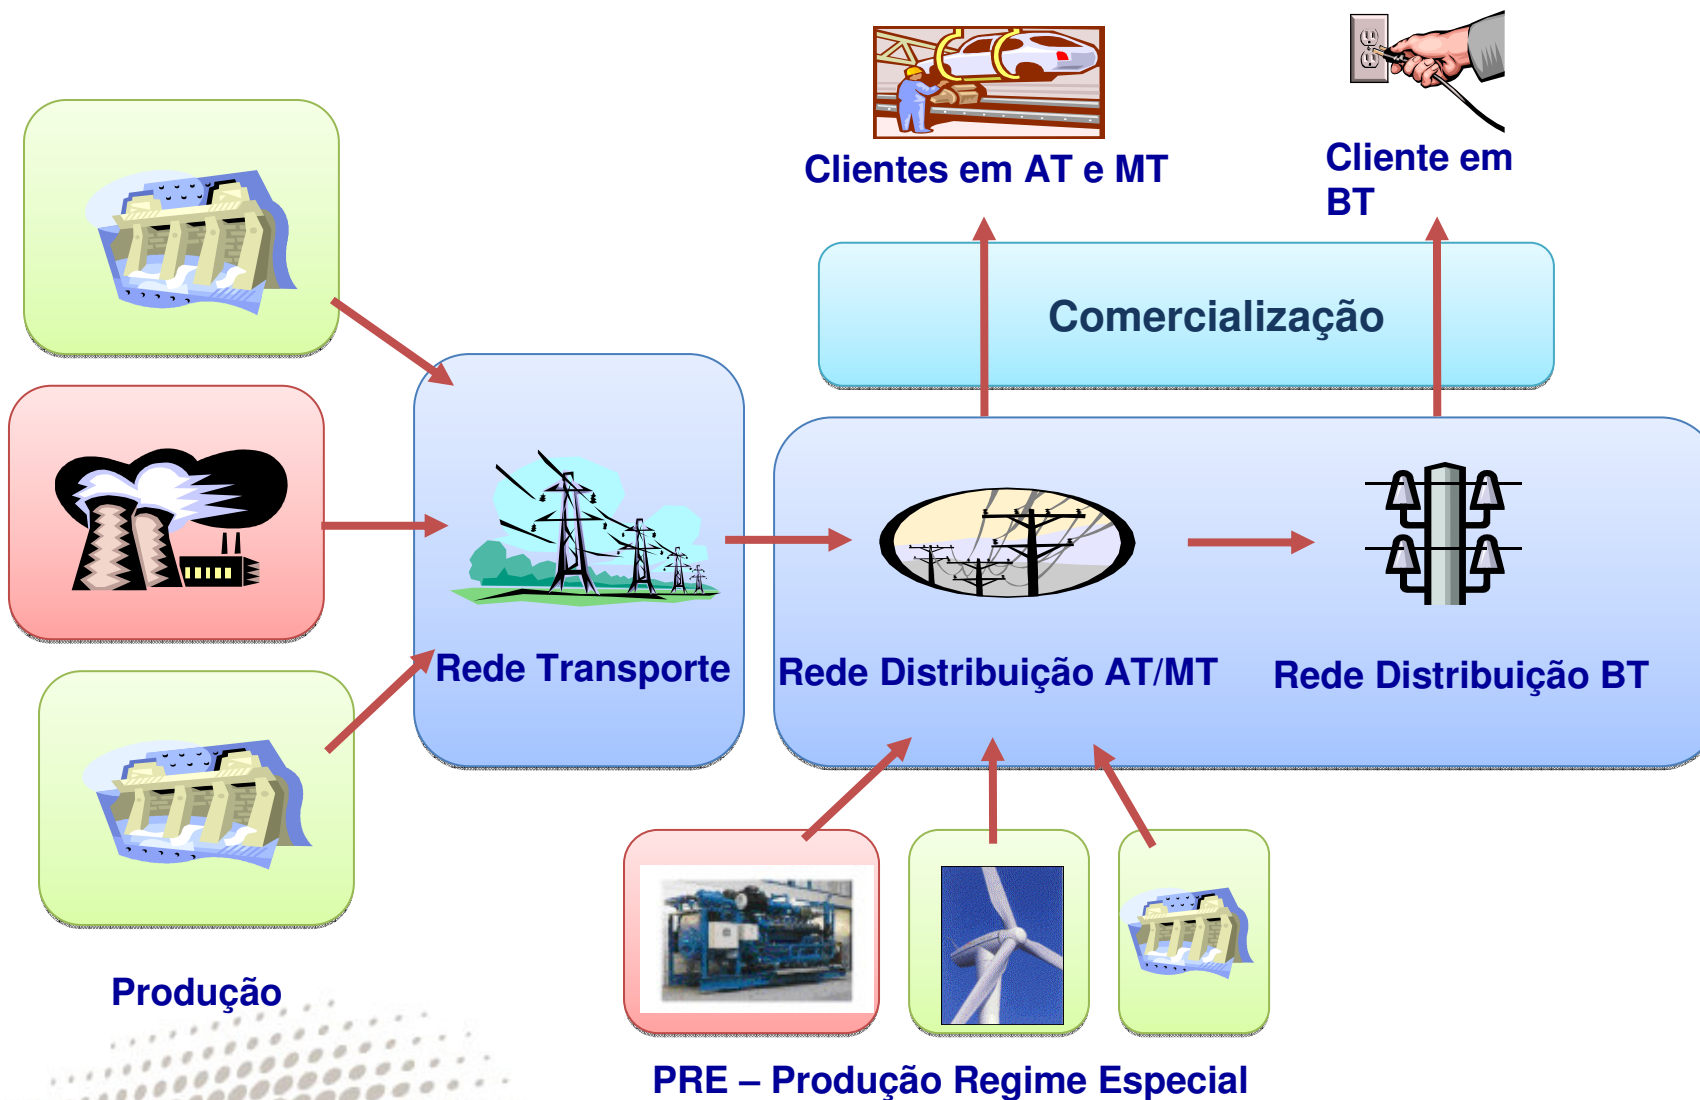 Clientes em AT e MT
Cliente em
BT
Comercialização
Rede Transporte
Rede Distribuição AT/MT
Rede Distribuição BT
Produção
PRE – Produção Regime Especial